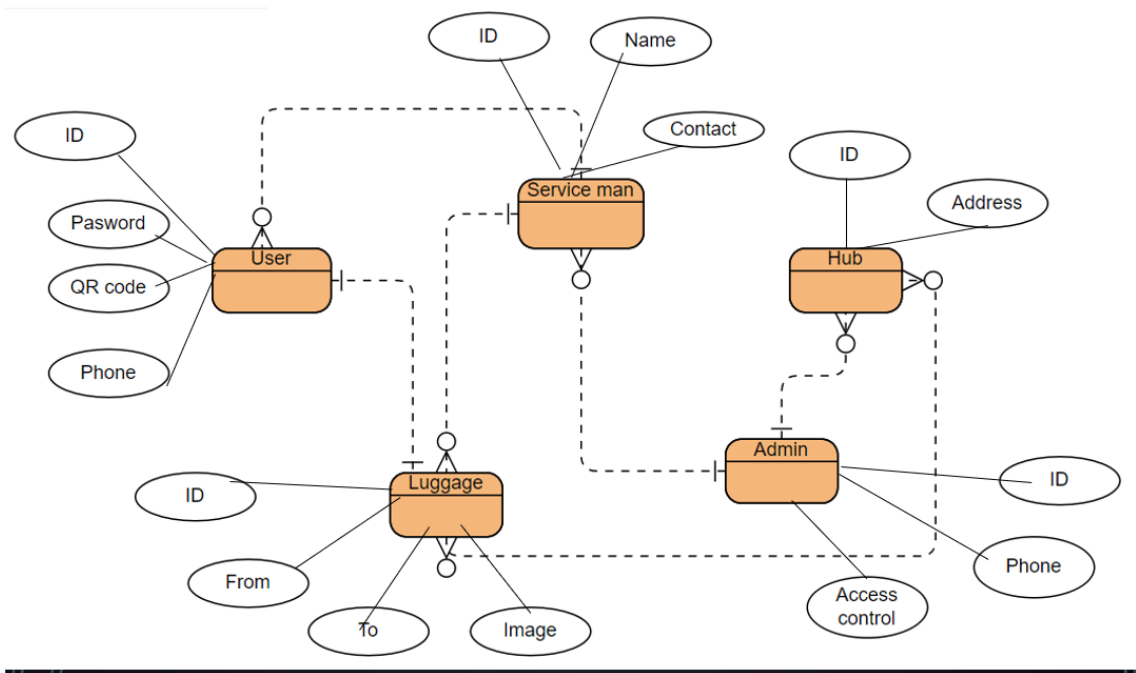 ID
Name
Contact
ID
ID
Service man
Address
Pasword
User
Hub
QR code
Phone
Admin
Luggage
ID
ID
From
Phone
Access
control
To
Image